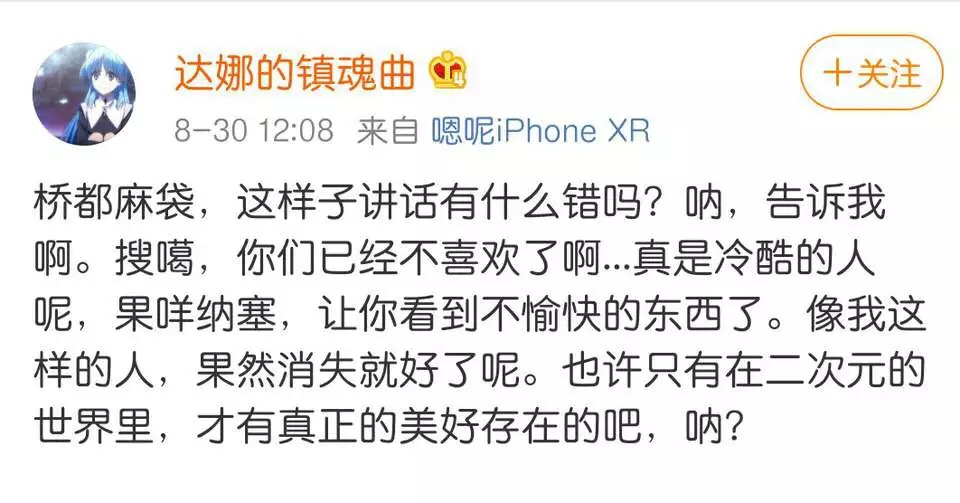 达娜的镇魂曲
+关注
8-30 12:08 来自 嗯呢iPhone XR
桥都麻袋，这样子讲话有什么错吗？呐，告诉我
啊。搜噶，你们已经不喜欢了啊...真是冷酷的人
呢，果咩纳塞，让你看到不愉快的东西了。像我这
样的人，果然消失就好了呢。也许只有在二次元的
世界里，才有真正的美好存在的吧，呐？